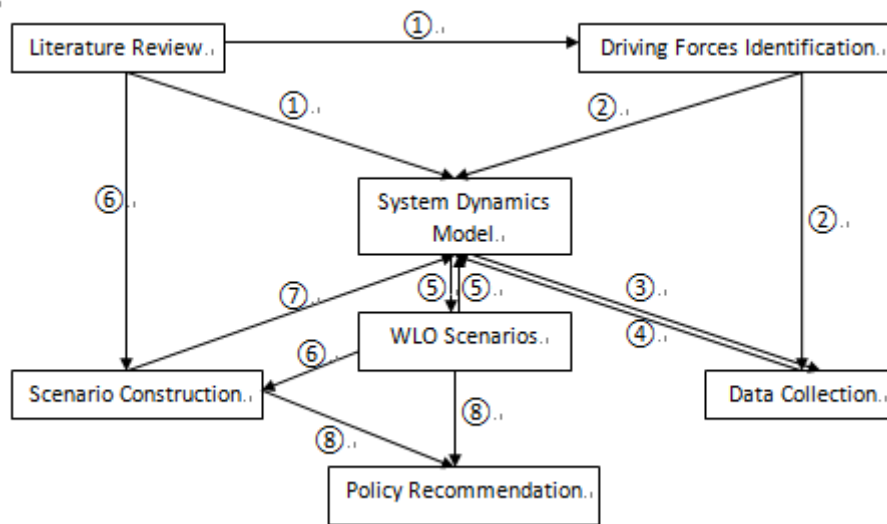 ①
Literature Review
Driving Forces Identification
①
②
⑥
②
System Dynamics
Model
⑦
⑤
⑤
③
④
WLO Scenarios
⑥
Scenario Construction
Data Collection
⑧
⑧
Policy Recommendation